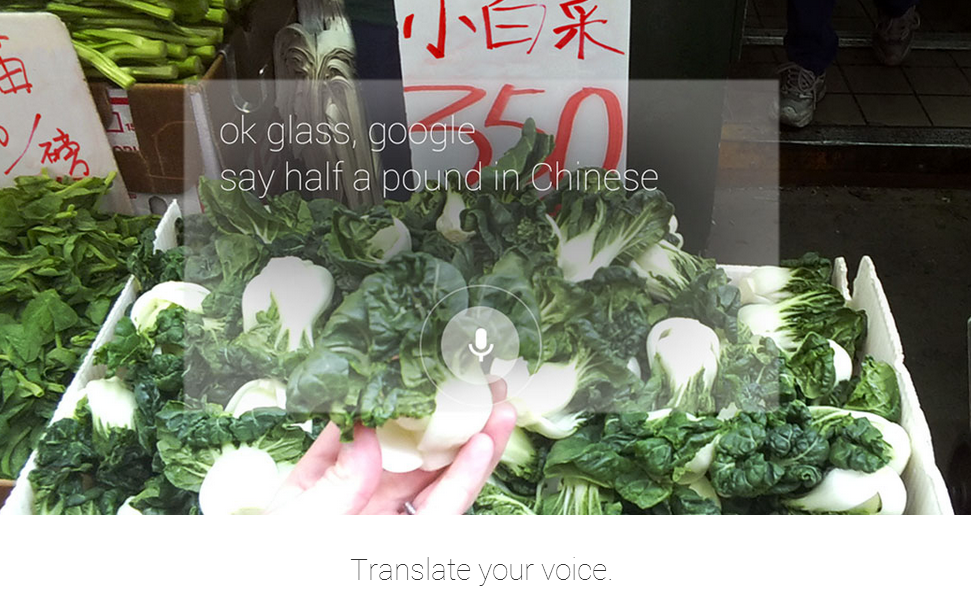 小白菜
350
ok glass, google
say half a pound in Chinese
Translate your voice.